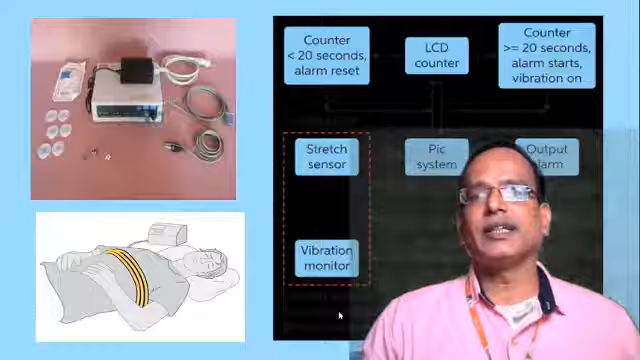 Counter
< 20 seconds,
alarm reset
LCD
counter
Counter
>= 20 seconds,
alarm starts,
vibration on
Stretch
sensor
Pic
system
Output
alarm
Vibration
monitor